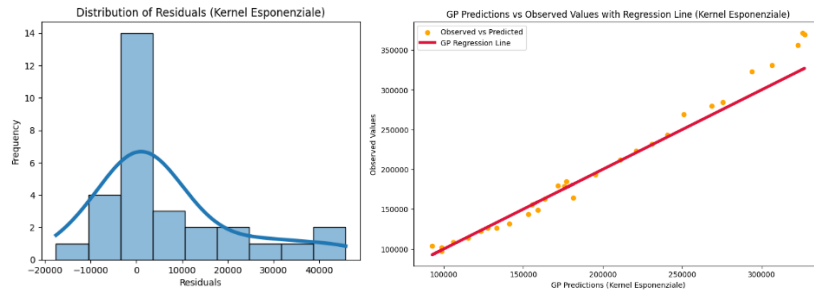 Distribution of Residuals (Kernel Esponenziale)
14
12
10
8
6
4
2
0
Frequency
−20000 −10000 0 10000 20000 30000 40000
Residuals
GP Predictions vs Observed Values with Regression Line (Kernel Esponenziale)
Observed vs Predicted
GP Regression Line
350000
300000
250000
200000
150000
100000
Observed Values
100000 150000 200000 250000 300000
GP Predictions (Kernel Esponenziale)